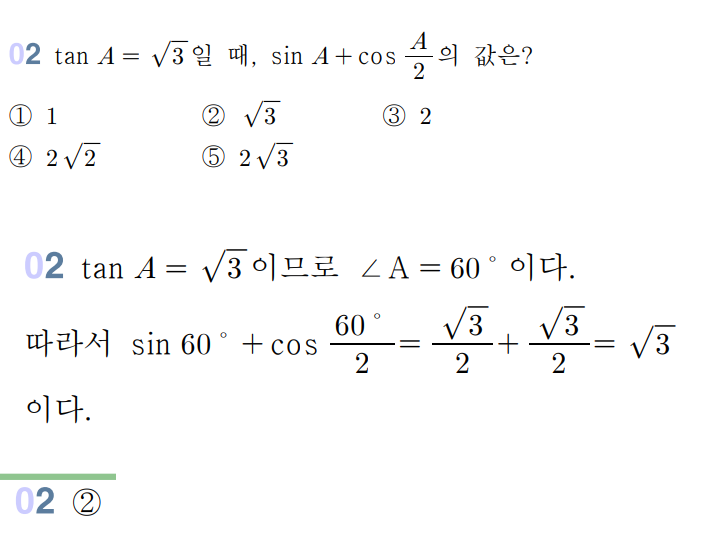 02 tan A = √3일 때, sin A + cos A/2의 값은?
① 1 ② √3 ③ 2
④ 2√2 ⑤ 2√3
02 tan A = √3이므로 ∠A = 60°이다.
따라서 sin 60° + cos 60°/2 = √3/2 + √3/2 = √3
이다.
02 ②